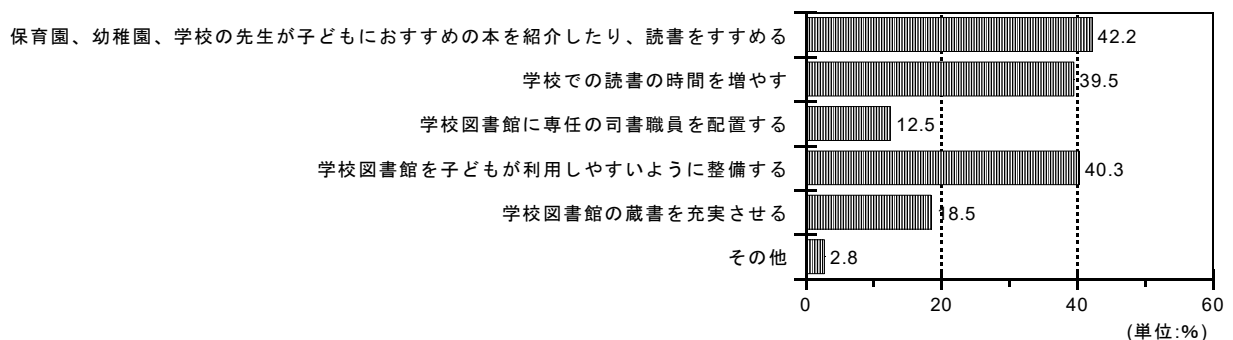 保育園、幼稚園、学校の先生が子どもにおすすめの本を紹介したり、読書をすすめる 42.2
学校での読書の時間を増やす 39.5
学校図書館に専任の司書職員を配置する 12.5
学校図書館を子どもが利用しやすいように整備する 40.3
学校図書館の蔵書を充実させる 18.5
その他 2.8
0 20 40 60
(単位:%)